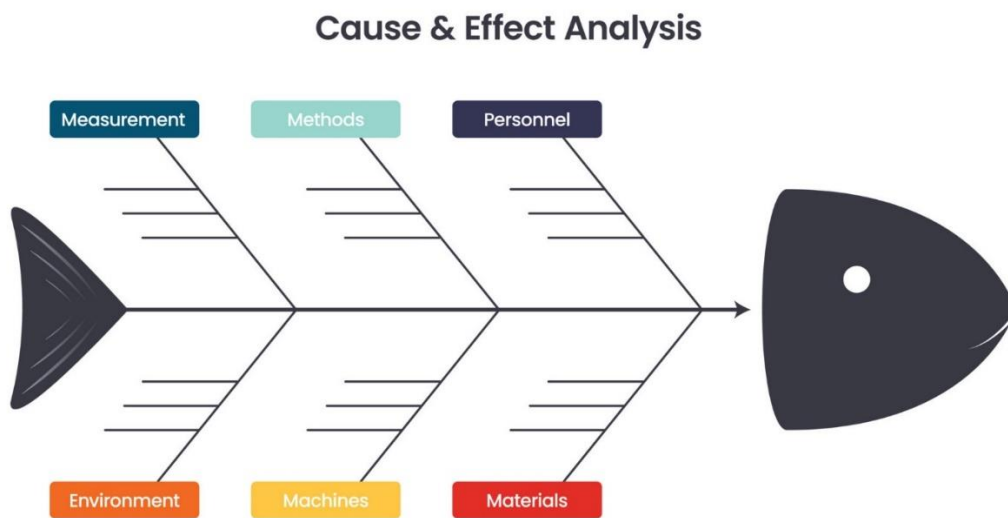 Cause & Effect Analysis
Measurement
Methods
Personnel
Environment
Machines
Materials